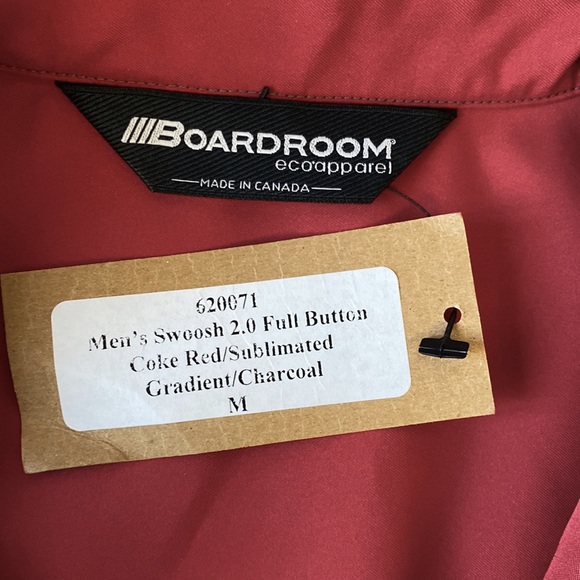 BOARDROOM
ecoapparel
MADE IN CANADA
620071
Men's Swoosh 2.0 Full Button
Coke Red/Sublimated
Gradient/Charcoal
M